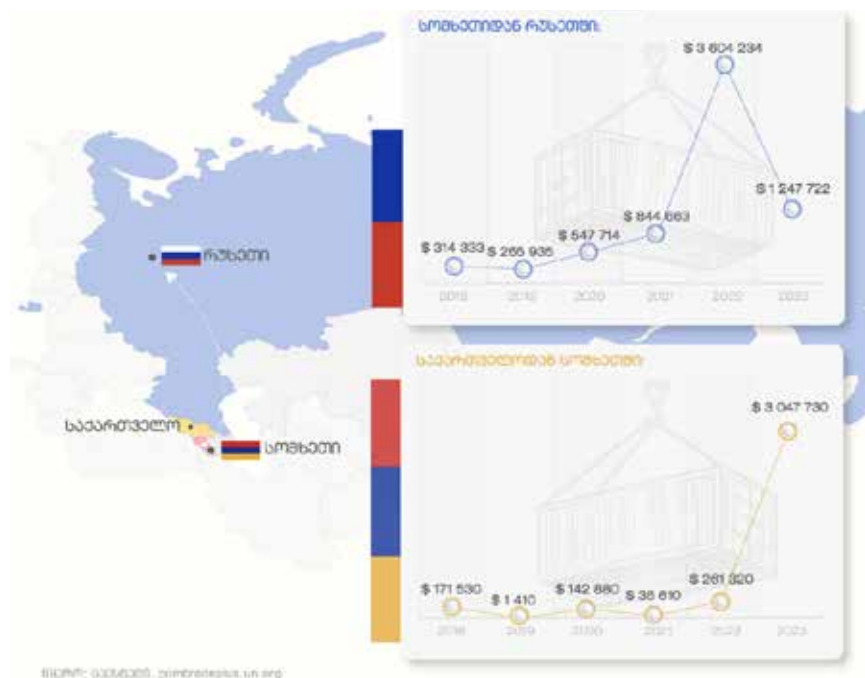 სომხეთიდან რუსეთში:
$ 3 604 234
$ 1 247 722
$ 844 663
$ 547 714
$ 314 333
$ 265 935
2018 2019 2020 2021 2022 2023
რუსეთი
საქართველო
სომხეთი
საქართველოდან სომხეთში:
$ 3 047 730
$ 261 320
$ 171 530
$ 142 880
$ 1 410
2018 2019 2020 2021 2022 2023
წყარო: